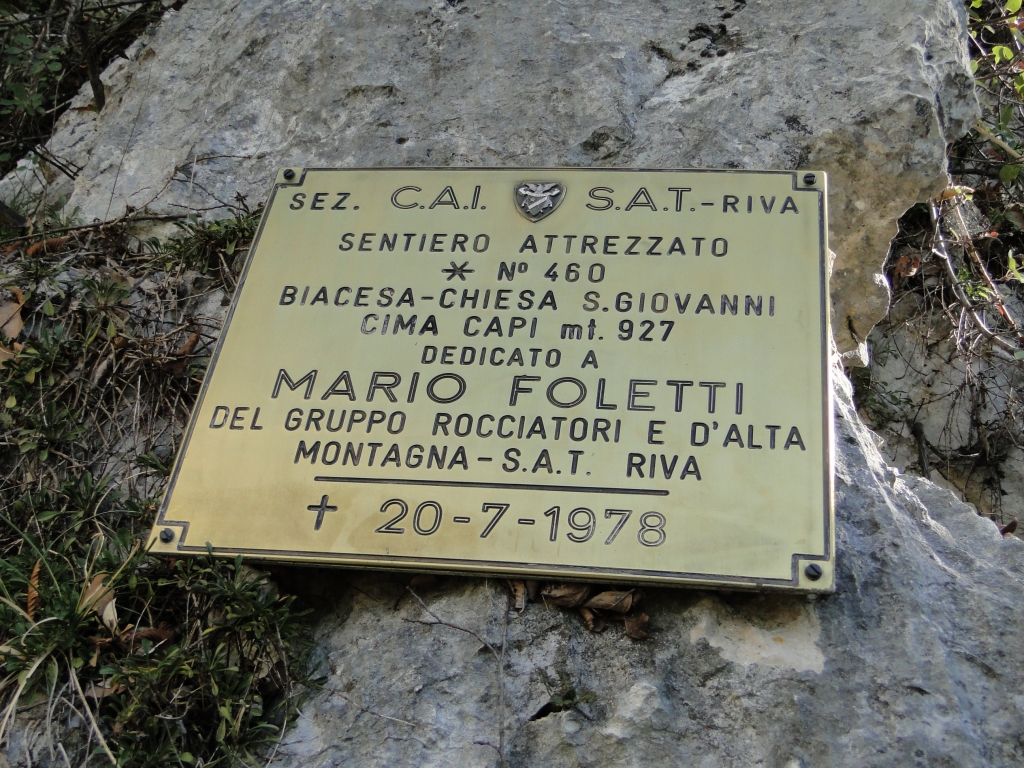 SEZ. C.A.I. S.A.T.-RIVA
SENTIERO ATTREZZATO
* Nº 460
BIACESA-CHIESA S.GIOVANNI
CIMA CAPI mt. 927
DEDICATO A
MARIO FOLETTI
DEL GRUPPO ROCCIATORI E D'ALTA
MONTAGNA-S.A.T. RIVA
✝ 20-7-1978